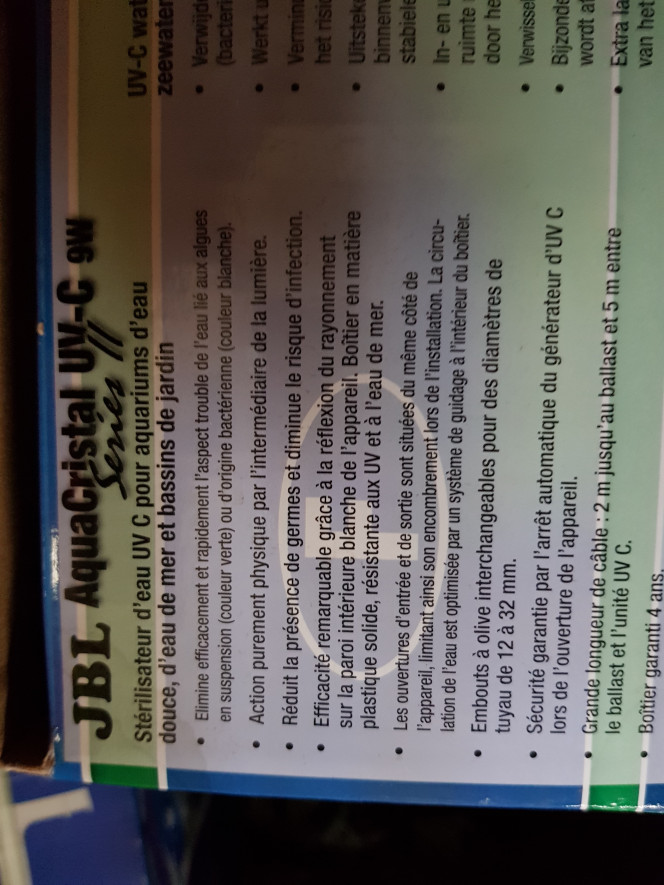 JBL AquaCristal UV-C 9W
Series II
Stérilisateur d'eau UV C pour aquariums d'eau
douce, d'eau de mer et bassins de jardin
• Elimine efficacement et rapidement l'aspect trouble de l'eau lié aux algues
en suspension (couleur verte) ou d'origine bactérienne (couleur blanche).
• Action purement physique par l'intermédiaire de la lumière.
• Réduit la présence de germes et diminue le risque d'infection.
• Efficacité remarquable grâce à la réflexion du rayonnement
sur la paroi intérieure blanche de l'appareil. Boîtier en matière
plastique solide, résistante aux UV et à l'eau de mer.
• Les ouvertures d'entrée et de sortie sont situées du même côté de
l'appareil, limitant ainsi son encombrement lors de l'installation. La circu-
lation de l'eau est optimisée par un système de guidage à l'intérieur du boîtier.
• Embouts à olive interchangeables pour des diamètres de
tuyau de 12 à 32 mm.
• Sécurité garantie par l'arrêt automatique du générateur d'UV C
lors de l'ouverture de l'appareil.
• Grande longueur de câble : 2 m jusqu'au ballast et 5 m entre
le ballast et l'unité UV C.
• Boîtier garanti 4 ans.
UV-C wat
zeewater
• Verwijde
(bacteri
• Werkt u
• Vermind
het risic
• Uitsteke
binnenw
stabiele
• In- en u
ruimte
door he
• Verwissel
• Bijzonde
wordt af
• Extra la
van het